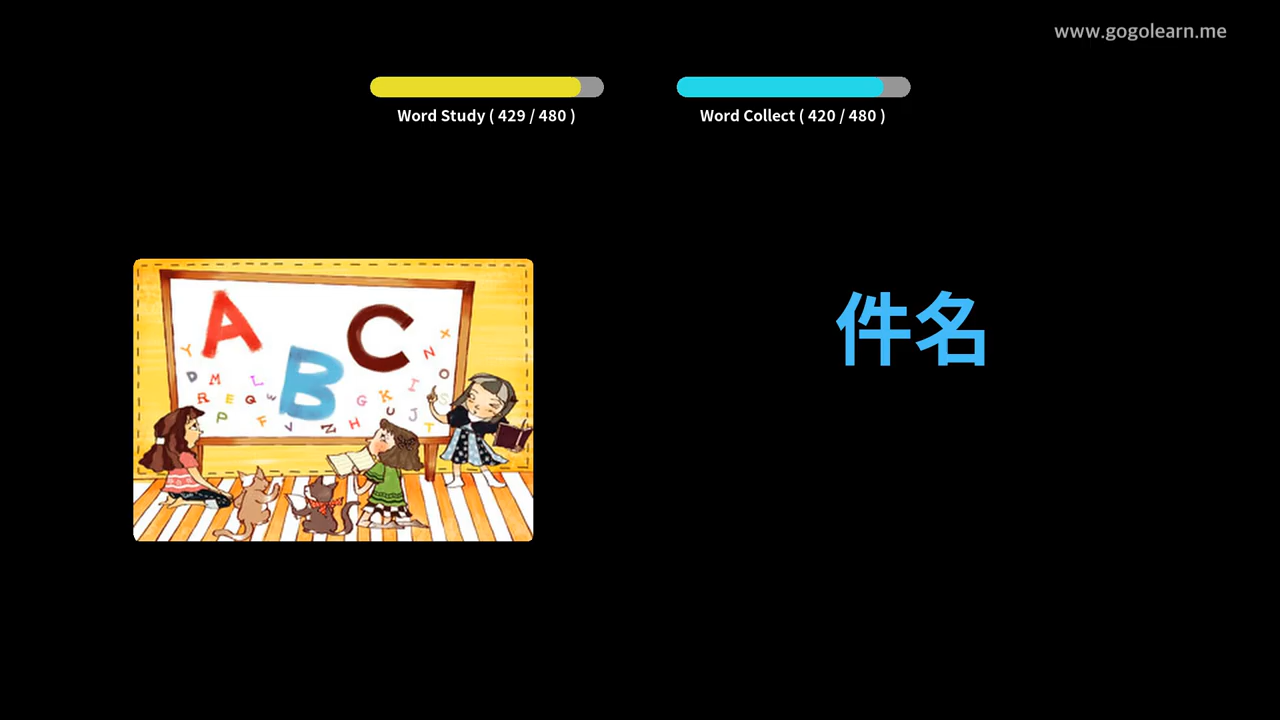 www.gogolearn.me
Word Study ( 429 / 480 )
Word Collect ( 420 / 480 )
件名
A
B
C
Y
X
N
D
M
L
O
R
E
Q
W
G
K
I
S
P
F
V
Z
H
U
J
T